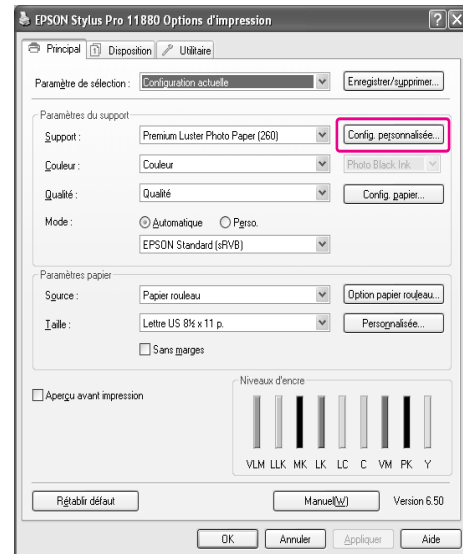 EPSON Stylus Pro 11880 Options d'impression
Principal Disposition Utilitaire
Paramètre de sélection : Configuration actuelle Enregistrer/supprimer...
Paramètres du support
Support : Premium Luster Photo Paper (260) Config. personnalisée...
Couleur : Couleur Photo Black Ink
Qualité : Qualité Config. papier...
Mode : Automatique Perso.
EPSON Standard (sRVB)
Paramètres papier
Source : Papier rouleau Option papier rouleau...
Taille : Lettre US 8½ x 11 p. Personnalisée...
Sans marges
Aperçu avant impression
Niveaux d'encre
VLM LLK MK LK LC C VM PK Y
Rétablir défaut Manuel(W) Version 6.50
OK Annuler Appliquer Aide